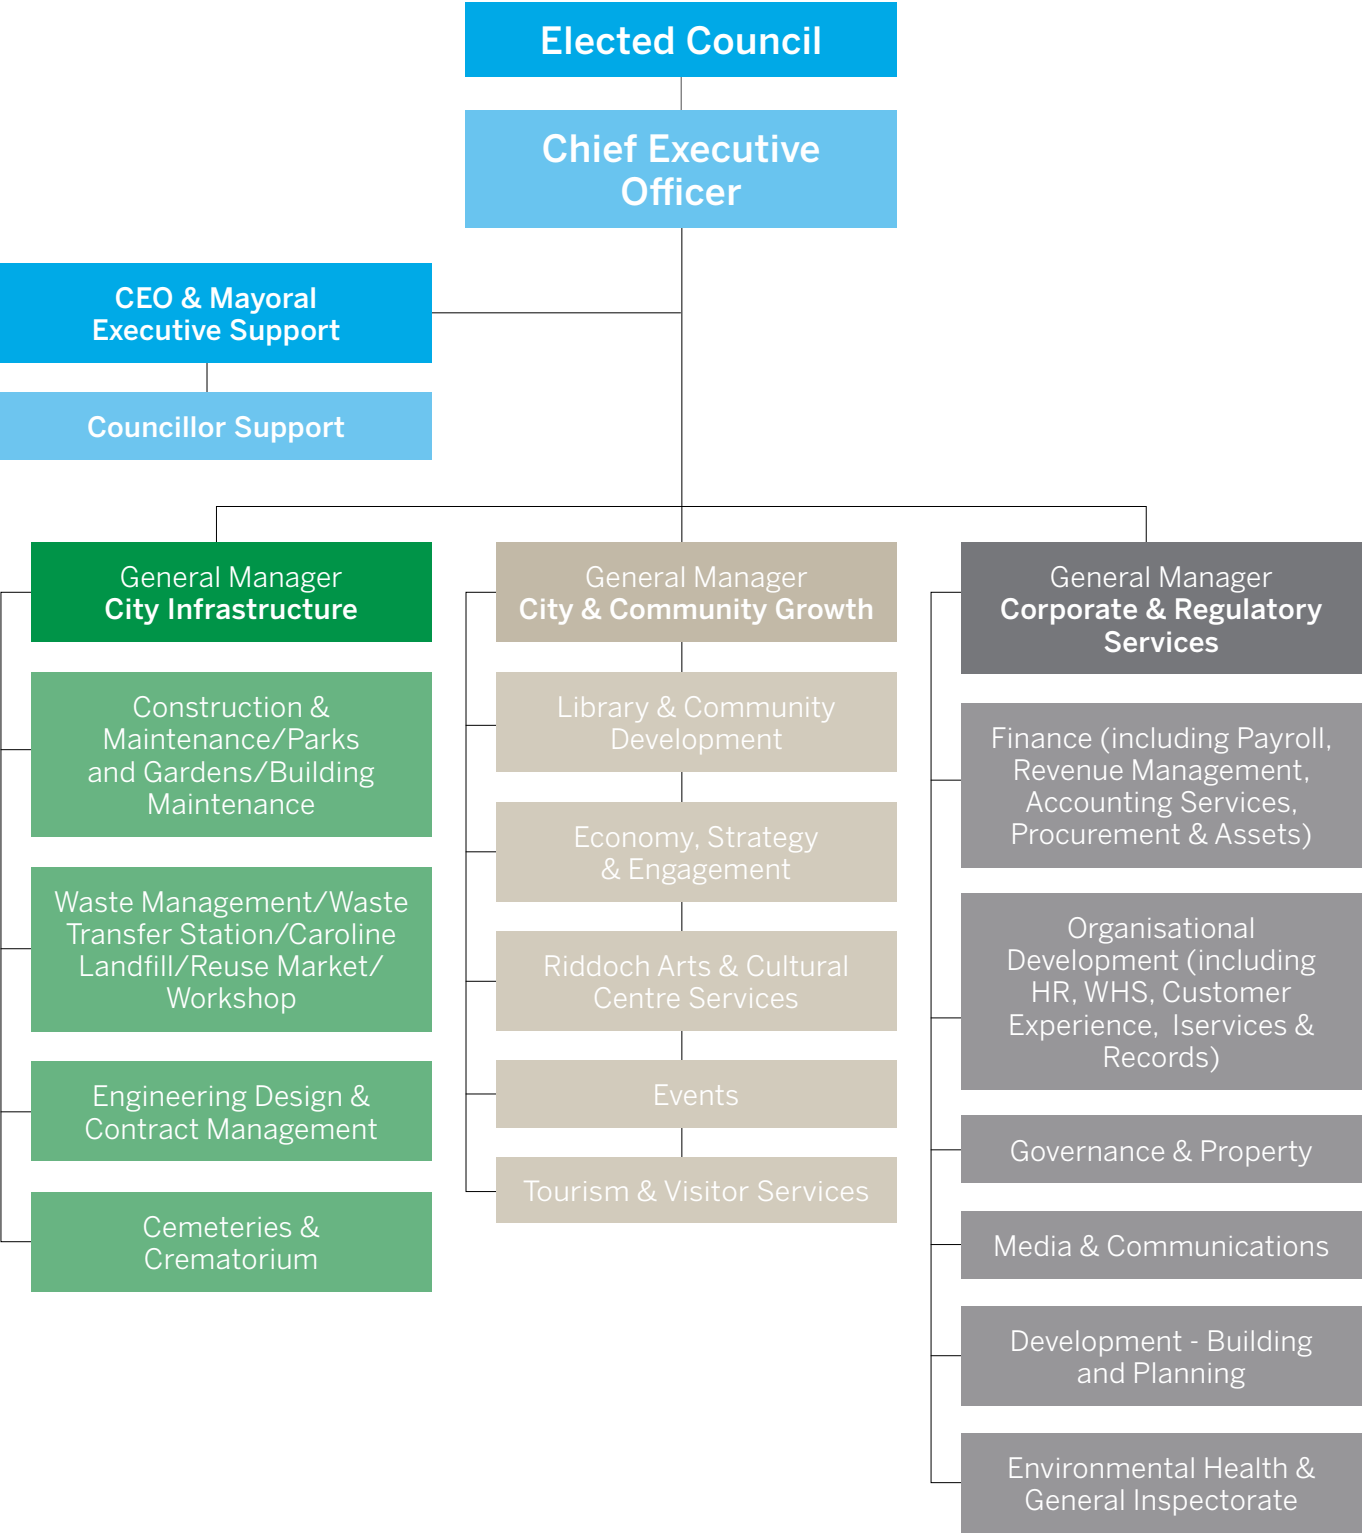 Elected Council
Chief Executive
Officer
CEO & Mayoral
Executive Support
Councillor Support
General Manager
City Infrastructure
Construction &
Maintenance/Parks
and Gardens/Building
Maintenance
Waste Management/Waste
Transfer Station/Caroline
Landfill/Reuse Market/
Workshop
Engineering Design &
Contract Management
Cemeteries &
Crematorium
General Manager
City & Community Growth
Library & Community
Development
Economy, Strategy
& Engagement
Riddoch Arts & Cultural
Centre Services
Events
Tourism & Visitor Services
General Manager
Corporate & Regulatory
Services
Finance (including Payroll,
Revenue Management,
Accounting Services,
Procurement & Assets)
Organisational
Development (including
HR, WHS, Customer
Experience, Iservices &
Records)
Governance & Property
Media & Communications
Development - Building
and Planning
Environmental Health &
General Inspectorate